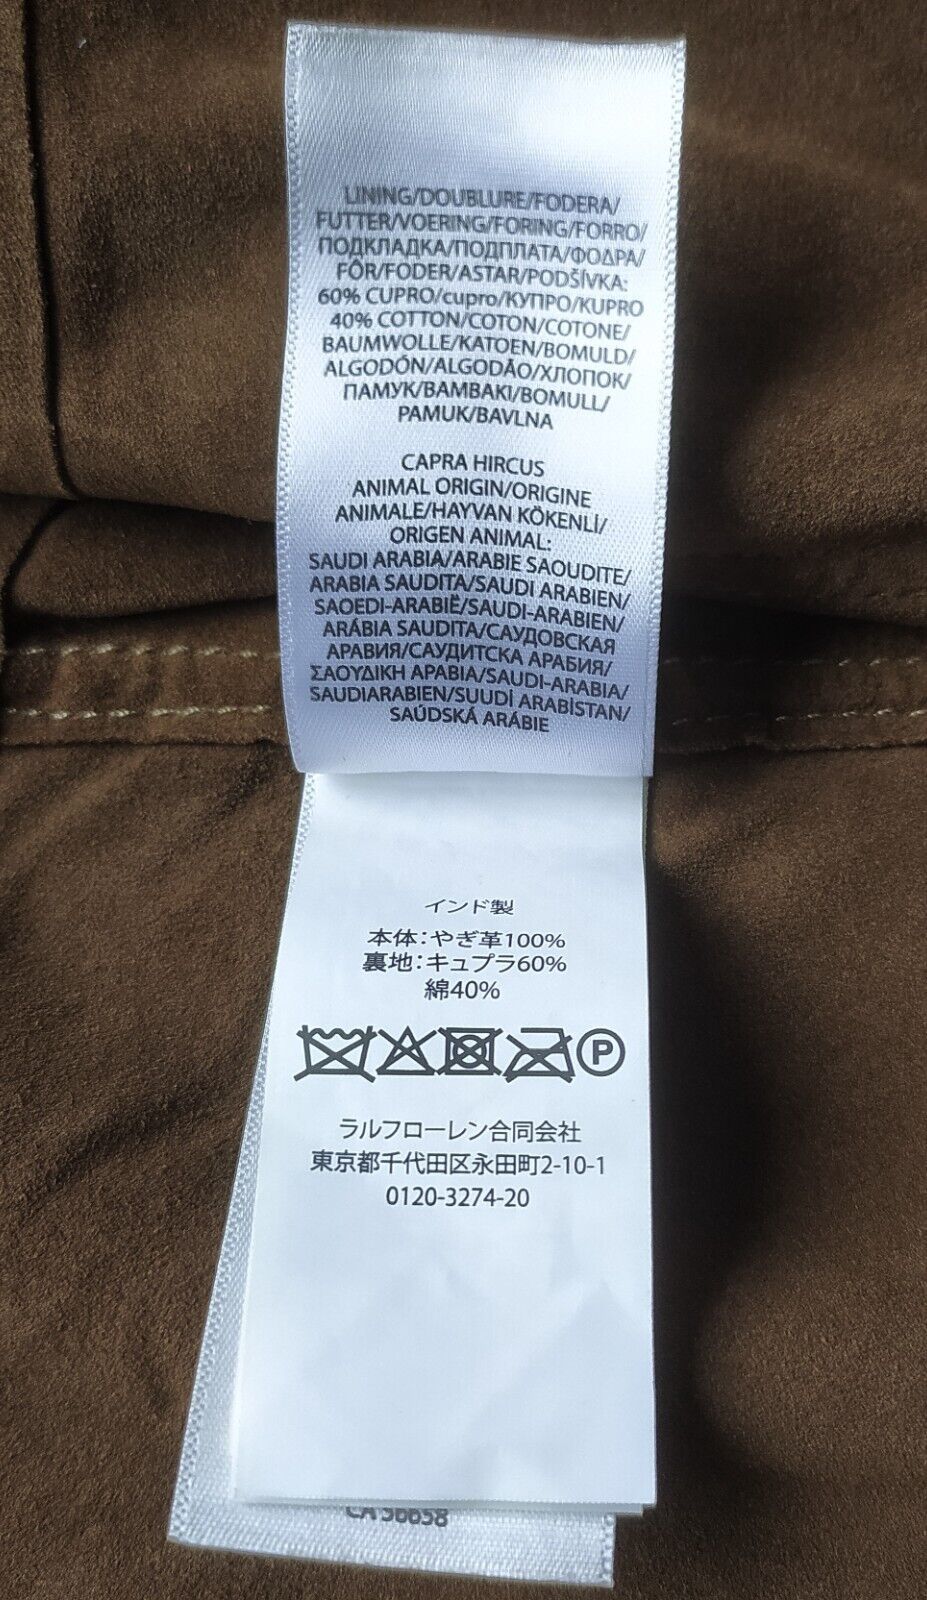 LINING/DOUBLURE/FODERA/
FUTTER/VOERING/FORING/FORRO/
ПОДКЛАДКА/ПОДПЛАТА/ΦΟΔΡΑ/
FÔR/FODER/ASTAR/PODŠÍVKA:
60% CUPRO/cupro/КУПРО/KUPRO
40% COTTON/COTON/COTONE/
BAUMWOLLE/KATOEN/BOMULD/
ALGODÓN/ALGODÃO/ХЛОПОК/
ПАМУК/BAMBAKI/BOMULL/
PAMUK/BAVLNA
CAPRA HIRCUS
ANIMAL ORIGIN/ORIGINE
ANIMALE/HAYVAN KÖKENLİ/
ORIGEN ANIMAL:
SAUDI ARABIA/ARABIE SAOUDITE/
ARABIA SAUDITA/SAUDI ARABIEN/
SAOEDI-ARABIË/SAUDI-ARABIEN/
ARÁBIA SAUDITA/САУДОВСКАЯ
АРАВИЯ/САУДИТСКА АРАБИЯ/
ΣΑΟΥΔΙΚΗ ΑΡΑΒΙΑ/SAUDI-ARABIA/
SAUDIARABIEN/SUUDİ ARABİSTAN/
SAÚDSKÁ ARÁBIE
インド製
本体:やぎ革100%
裏地:キュプラ60%
綿40%
P
ラルフローレン合同会社
東京都千代田区永田町2-10-1
0120-3274-20
CA 56658